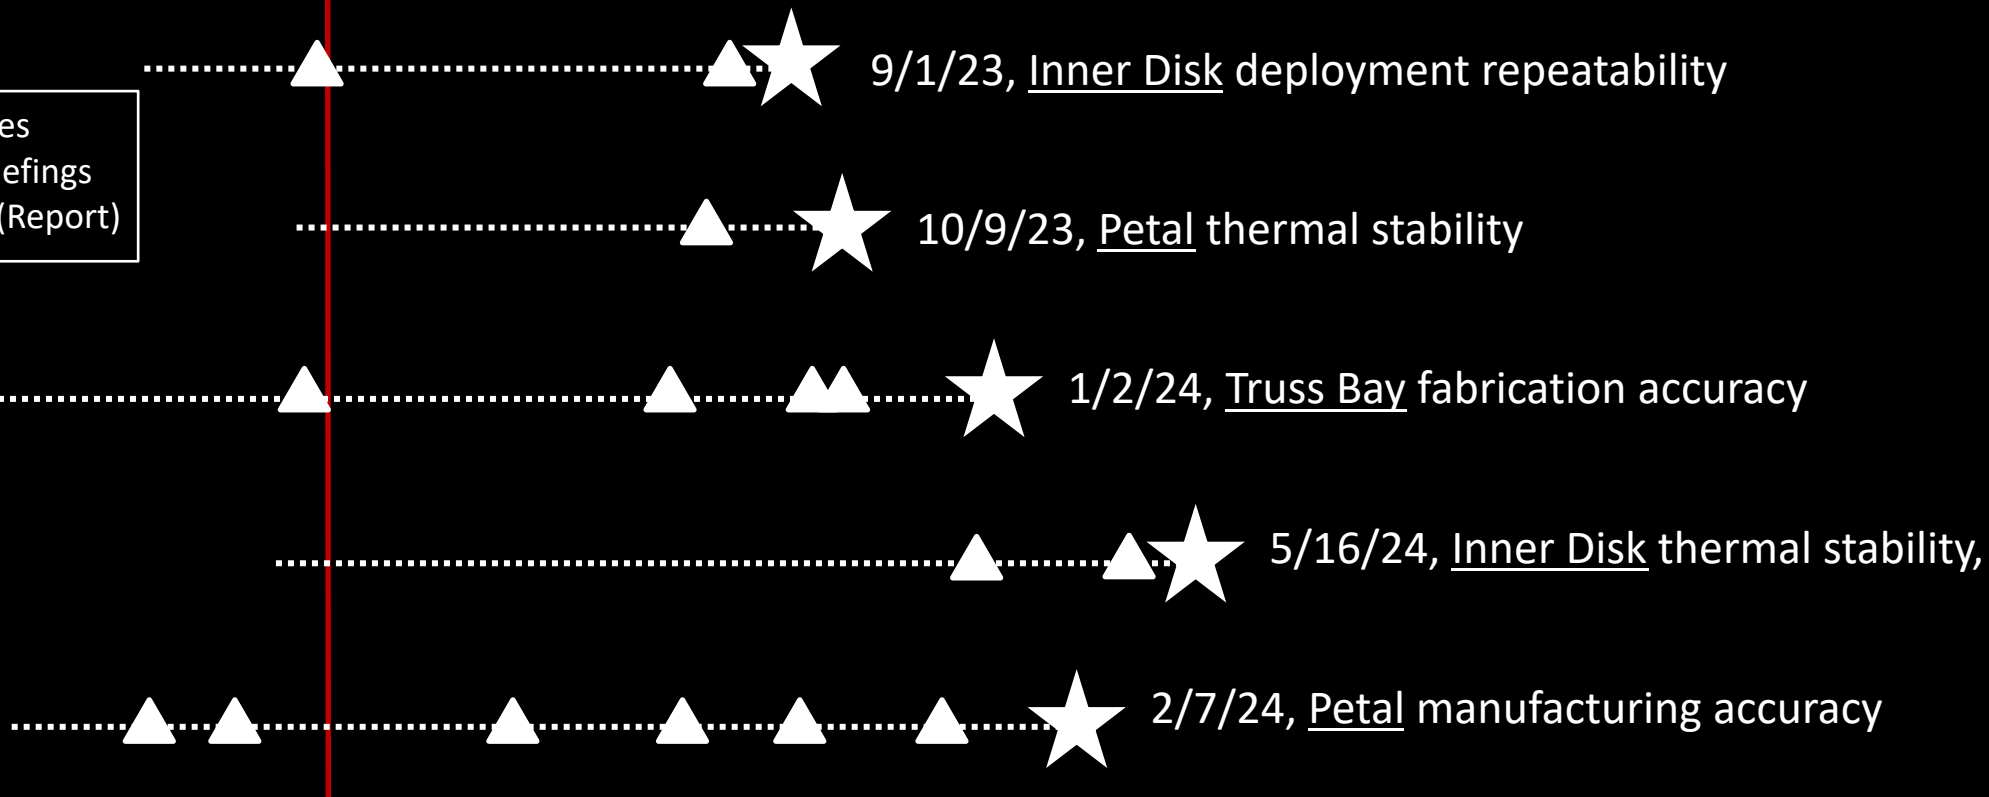 9/1/23, Inner Disk deployment repeatability
es
efings
(Report)
10/9/23, Petal thermal stability
1/2/24, Truss Bay fabrication accuracy
5/16/24, Inner Disk thermal stability,
2/7/24, Petal manufacturing accuracy